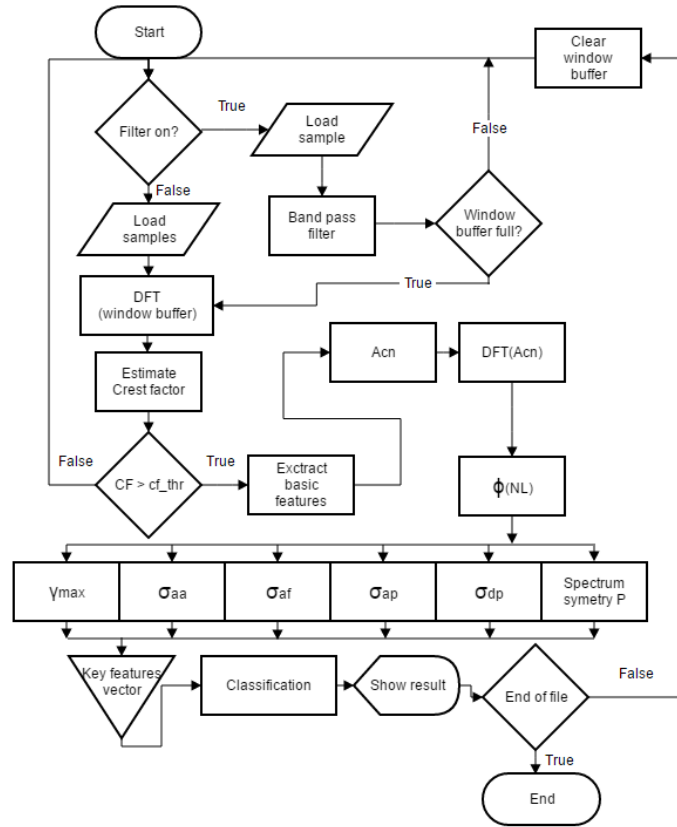 Start
Clear
window
buffer
True
Load
sample
False
Filter on?
False
Load
samples
Band pass
filter
Window
buffer full?
True
DFT
(window buffer)
Acn
DFT(Acn)
Estimate
Crest factor
False
True
CF > cf_thr
Exctract
basic
features
ϕ(NL)
γmax
σaa
σaf
σap
σdp
Spectrum
symetry P
Key features
vector
Classification
Show result
End of file
False
True
End